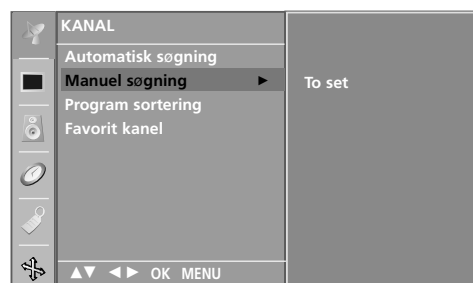 KANAL
Automatisk søgning
Manuel søgning ►
To set
Program sortering
Favorit kanel
▲▼ ◄► OK MENU